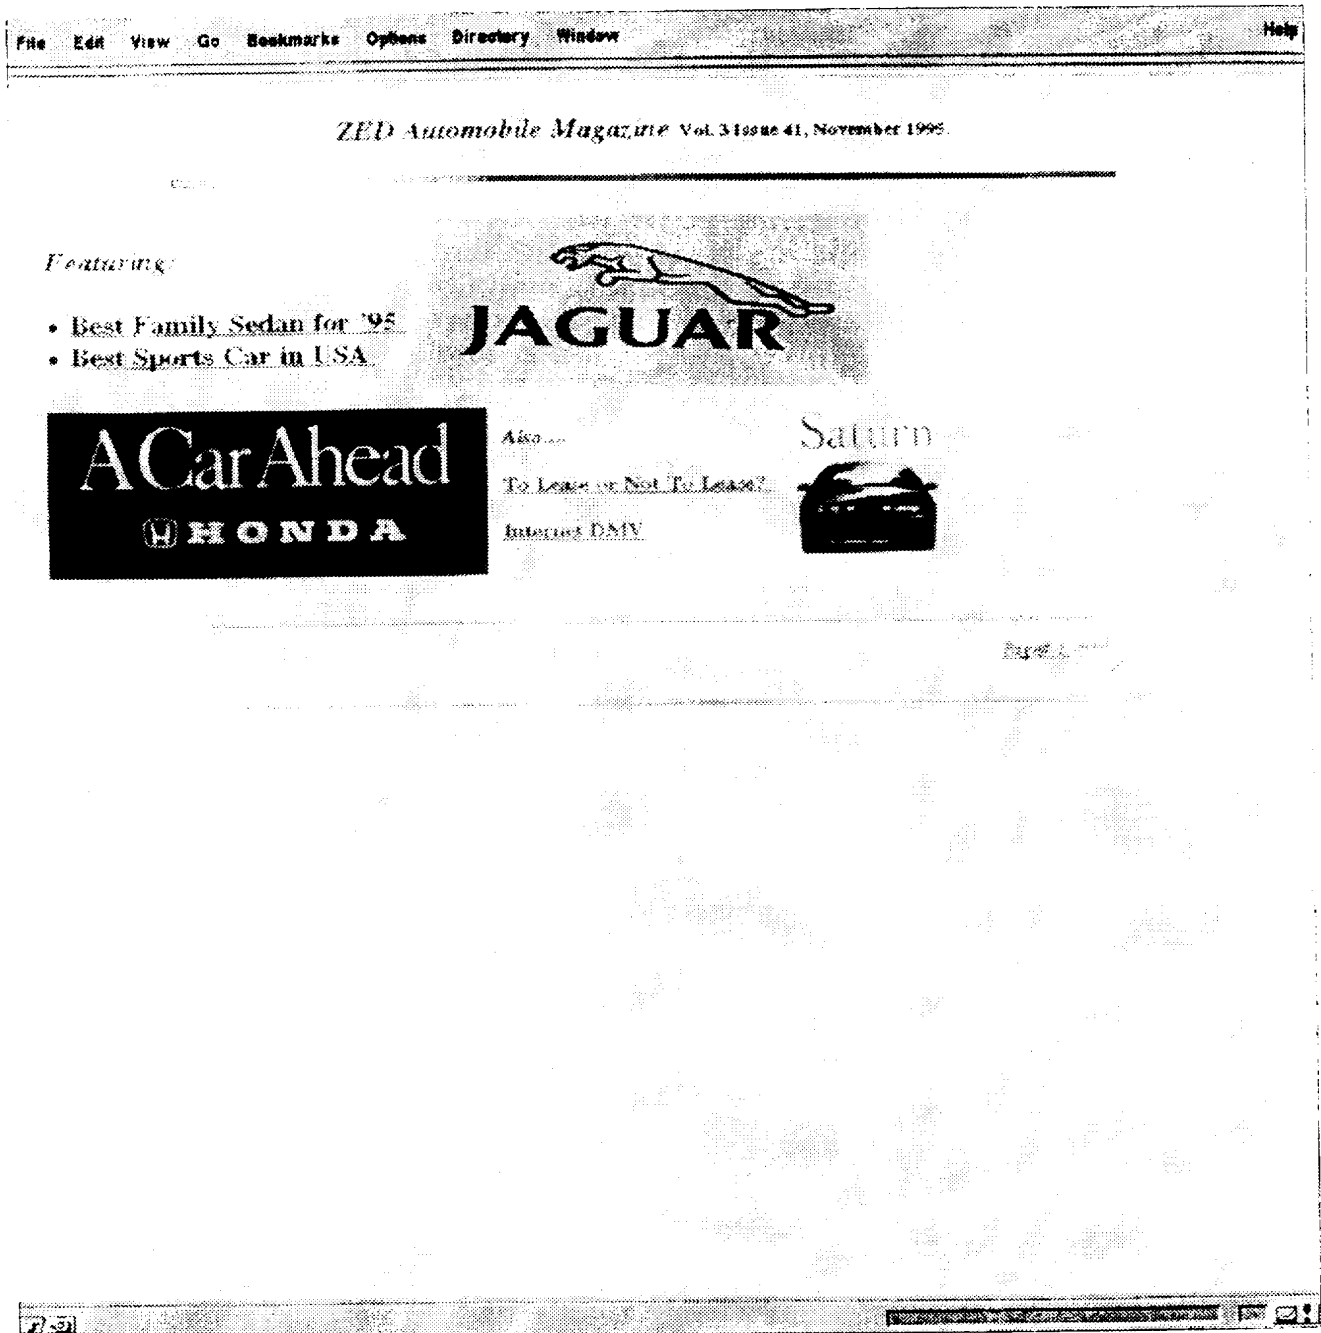 File Edit View Go Bookmarks Options Directory Window Help
ZED Automobile Magazine Vol. 3 Issue 41, November 1995.
Featuring:
• Best Family Sedan for '95
• Best Sports Car in USA
JAGUAR
A Car Ahead
HONDA
Also....
To Lease or Not To Lease?
Internet DMV
Saturn